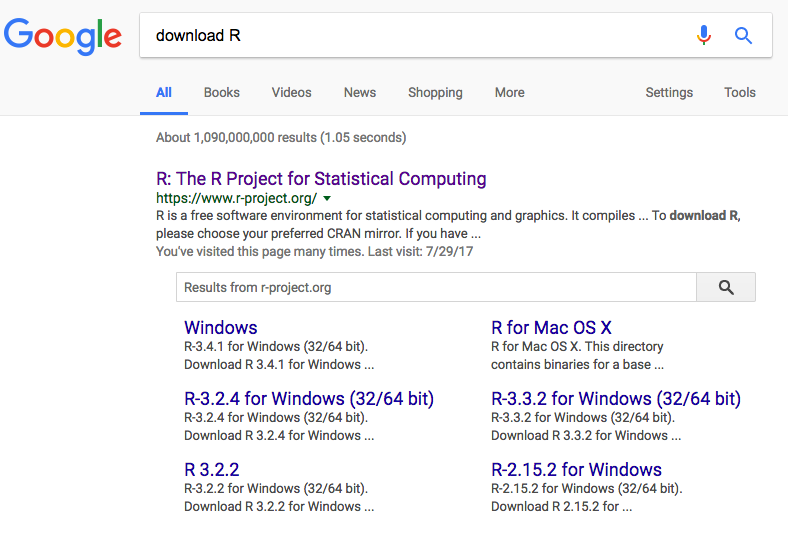 Google
download R
All Books Videos News Shopping More Settings Tools
About 1,090,000,000 results (1.05 seconds)
R: The R Project for Statistical Computing
https://www.r-project.org/
R is a free software environment for statistical computing and graphics. It compiles ... To download R,
please choose your preferred CRAN mirror. If you have ...
You've visited this page many times. Last visit: 7/29/17
Results from r-project.org
Windows
R-3.4.1 for Windows (32/64 bit).
Download R 3.4.1 for Windows ...
R for Mac OS X
R for Mac OS X. This directory
contains binaries for a base ...
R-3.2.4 for Windows (32/64 bit)
R-3.2.4 for Windows (32/64 bit).
Download R 3.2.4 for Windows ...
R-3.3.2 for Windows (32/64 bit)
R-3.3.2 for Windows (32/64 bit).
Download R 3.3.2 for Windows ...
R 3.2.2
R-3.2.2 for Windows (32/64 bit).
Download R 3.2.2 for Windows ...
R-2.15.2 for Windows
R-2.15.2 for Windows (32/64 bit).
Download R 2.15.2 for ...